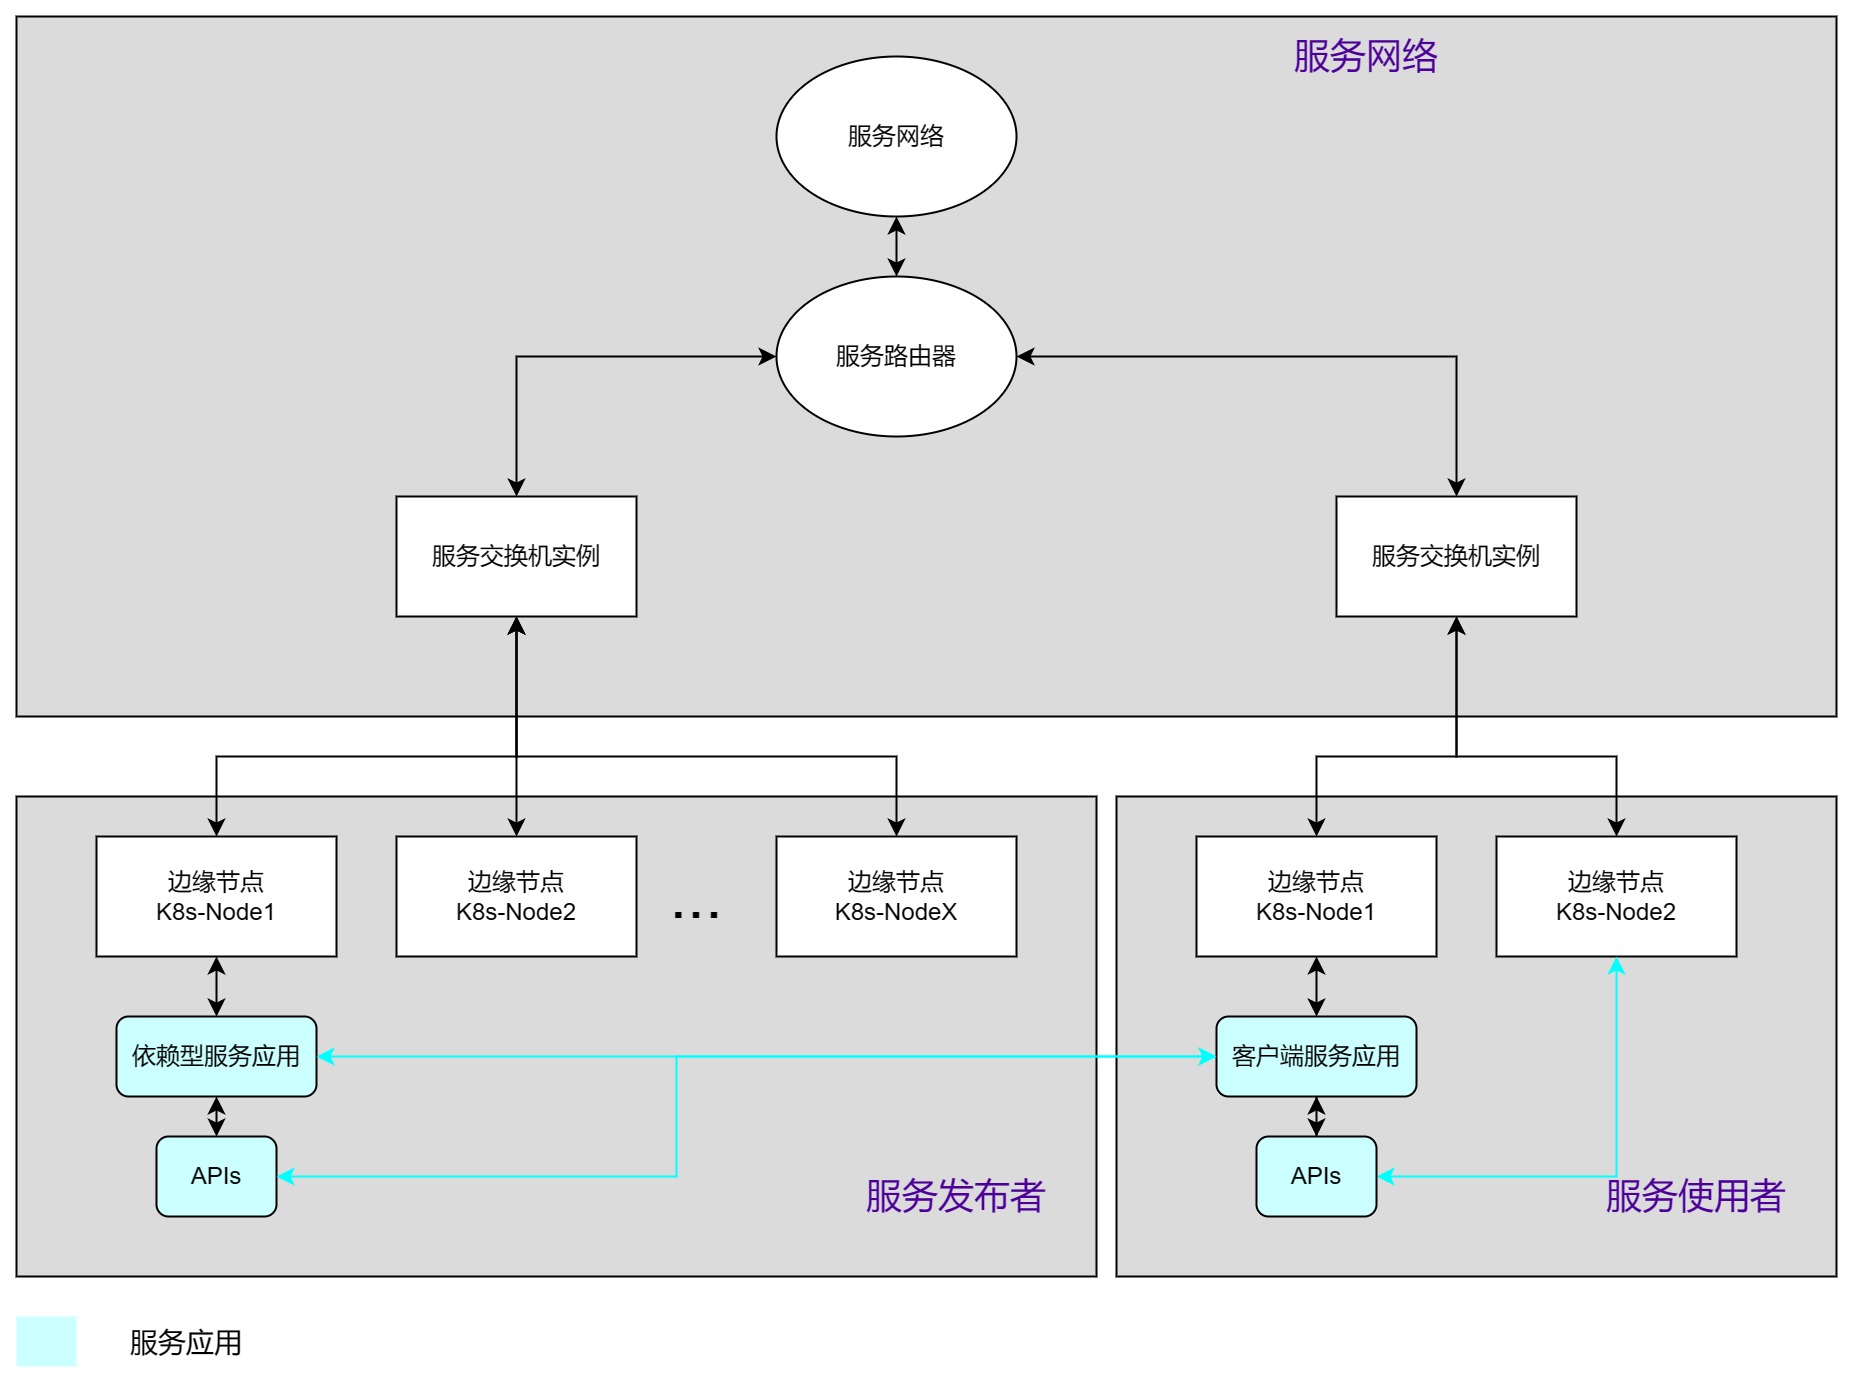 服务网络
服务网络
服务路由器
服务交换机实例
服务交换机实例
边缘节点
K8s-Node1
边缘节点
K8s-Node2
...
边缘节点
K8s-NodeX
边缘节点
K8s-Node1
边缘节点
K8s-Node2
依赖型服务应用
客户端服务应用
APIs
APIs
服务发布者
服务使用者
服务应用